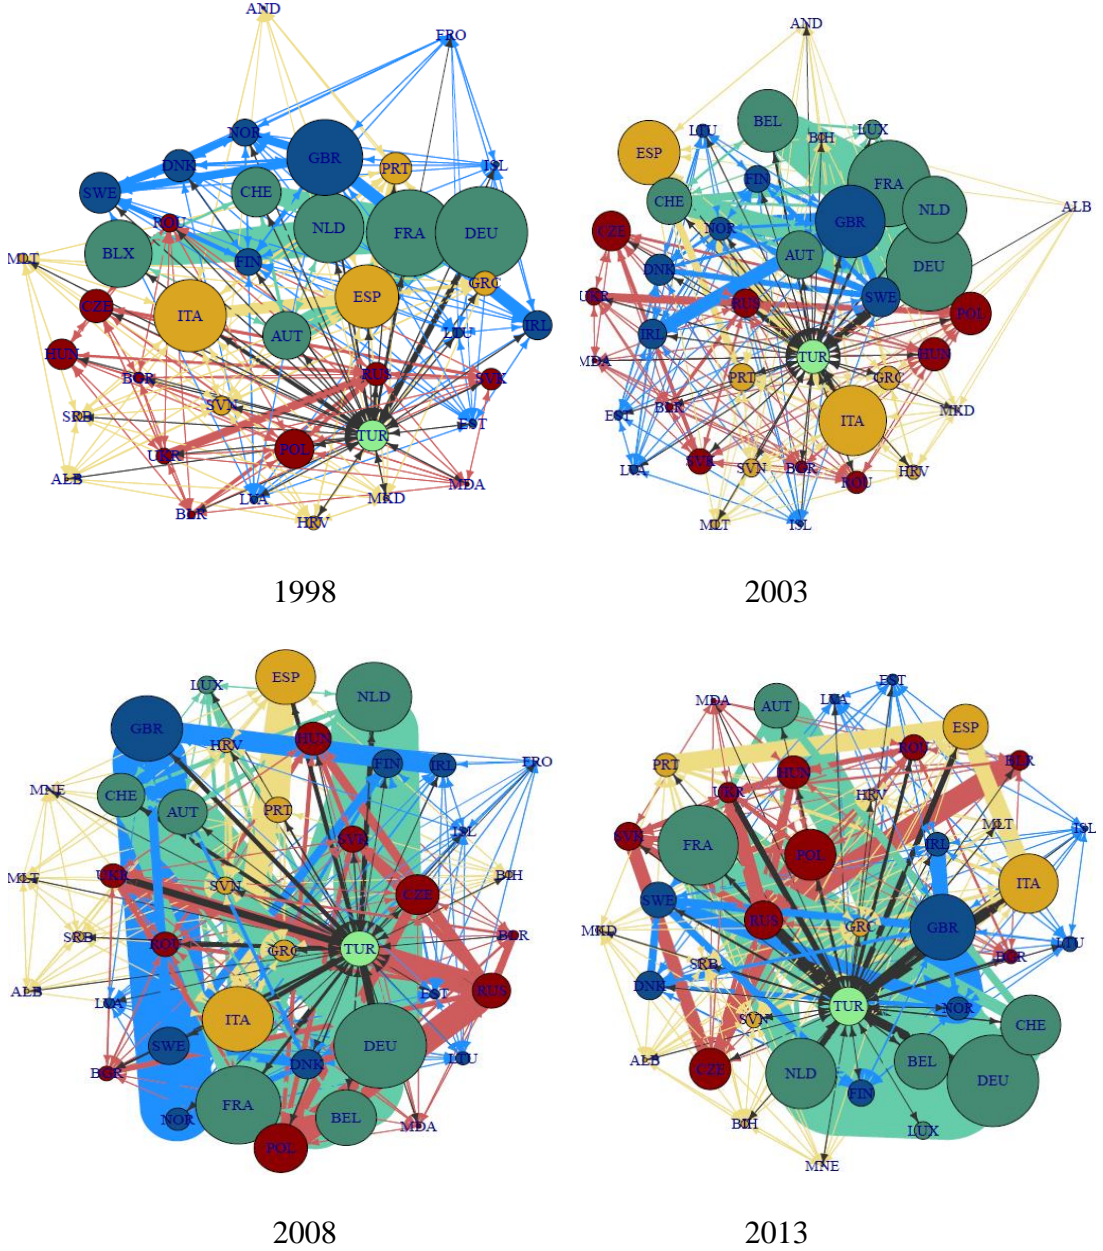 AND
FRO
NOR
GBR
DNK
PRT
ISL
SWE
CHE
ROU
NLD
FRA
DEU
BLX
FIN
MLT
GRC
CZE
ESP
ITA
IRL
LTU
AUT
HUN
RUS
BGR
SVK
SVN
SRB
EST
TUR
POL
UKR
ALB
MDA
LVA
MKD
BLR
HRV
1998
AND
BEL
LTU
BIH
LUX
ESP
FIN
FRA
CHE
ALB
NLD
GBR
NOR
CZE
AUT
DNK
DEU
UKR
SWE
RUS
POL
IRL
HUN
TUR
MDA
PRT
GRC
BLR
MKD
EST
ITA
SVK
LVA
SVN
BGR
HRV
ROU
MLT
ISL
2003
ESP
LUX
NLD
GBR
HUN
HRV
FIN
IRL
FRO
MNE
CHE
PRT
AUT
ISL
SVK
UKR
BIH
MLT
SVN
CZE
SRB
BLR
ROU
GRC
TUR
ALB
RUS
EST
LVA
ITA
SWE
DEU
LTU
DNK
BGR
FRA
NOR
BEL
MDA
POL
2008
EST
MDA
LVA
AUT
ESP
ROU
PRT
BLR
HUN
UKR
HRV
MLT
ISL
SVK
IRL
FRA
POL
ITA
SWE
RUS
GRC
GBR
MKD
LTU
BGR
SRB
DNK
TUR
NOR
SVN
CHE
ALB
BEL
CZE
NLD
DEU
FIN
BIH
LUX
MNE
2013